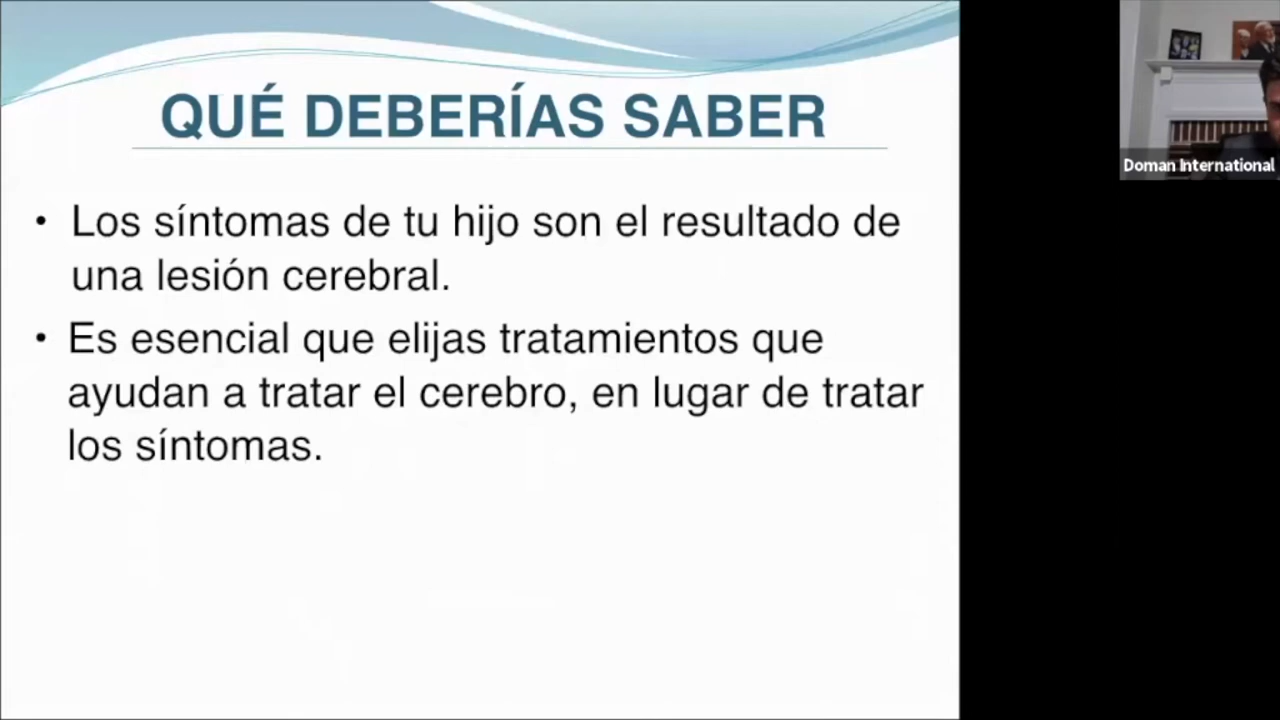 QUÉ DEBERÍAS SABER
• Los síntomas de tu hijo son el resultado de
una lesión cerebral.
• Es esencial que elijas tratamientos que
ayudan a tratar el cerebro, en lugar de tratar
los síntomas.
Doman International